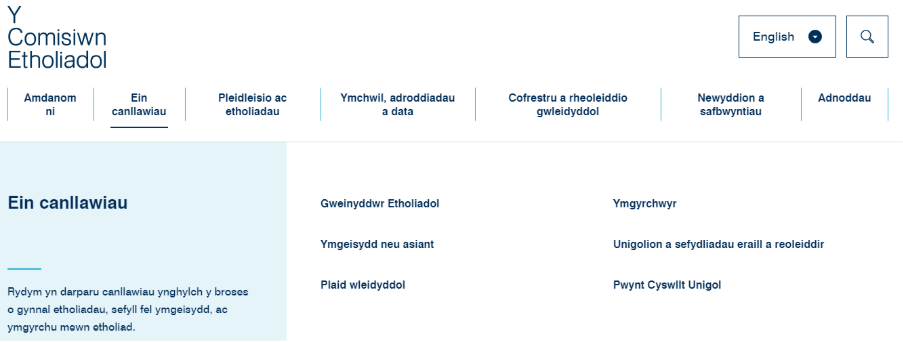 Y
Comisiwn
Etholiadol
English
Amdanom
ni
Ein
canllawiau
Pleidleisio ac
etholiadau
Ymchwil, adroddiadau
a data
Cofrestru a rheoleiddio
gwleidyddol
Newyddion a
safbwyntiau
Adnoddau
Ein canllawiau
Rydym yn darparu canllawiau ynghylch y broses
o gynnal etholiadau, sefyll fel ymgeisydd, ac
ymgyrchu mewn etholiad.
Gweinyddwr Etholiadol
Ymgyrchwyr
Ymgeisydd neu asiant
Unigolion a sefydliadau eraill a reoleiddir
Plaid wleidyddol
Pwynt Cyswllt Unigol